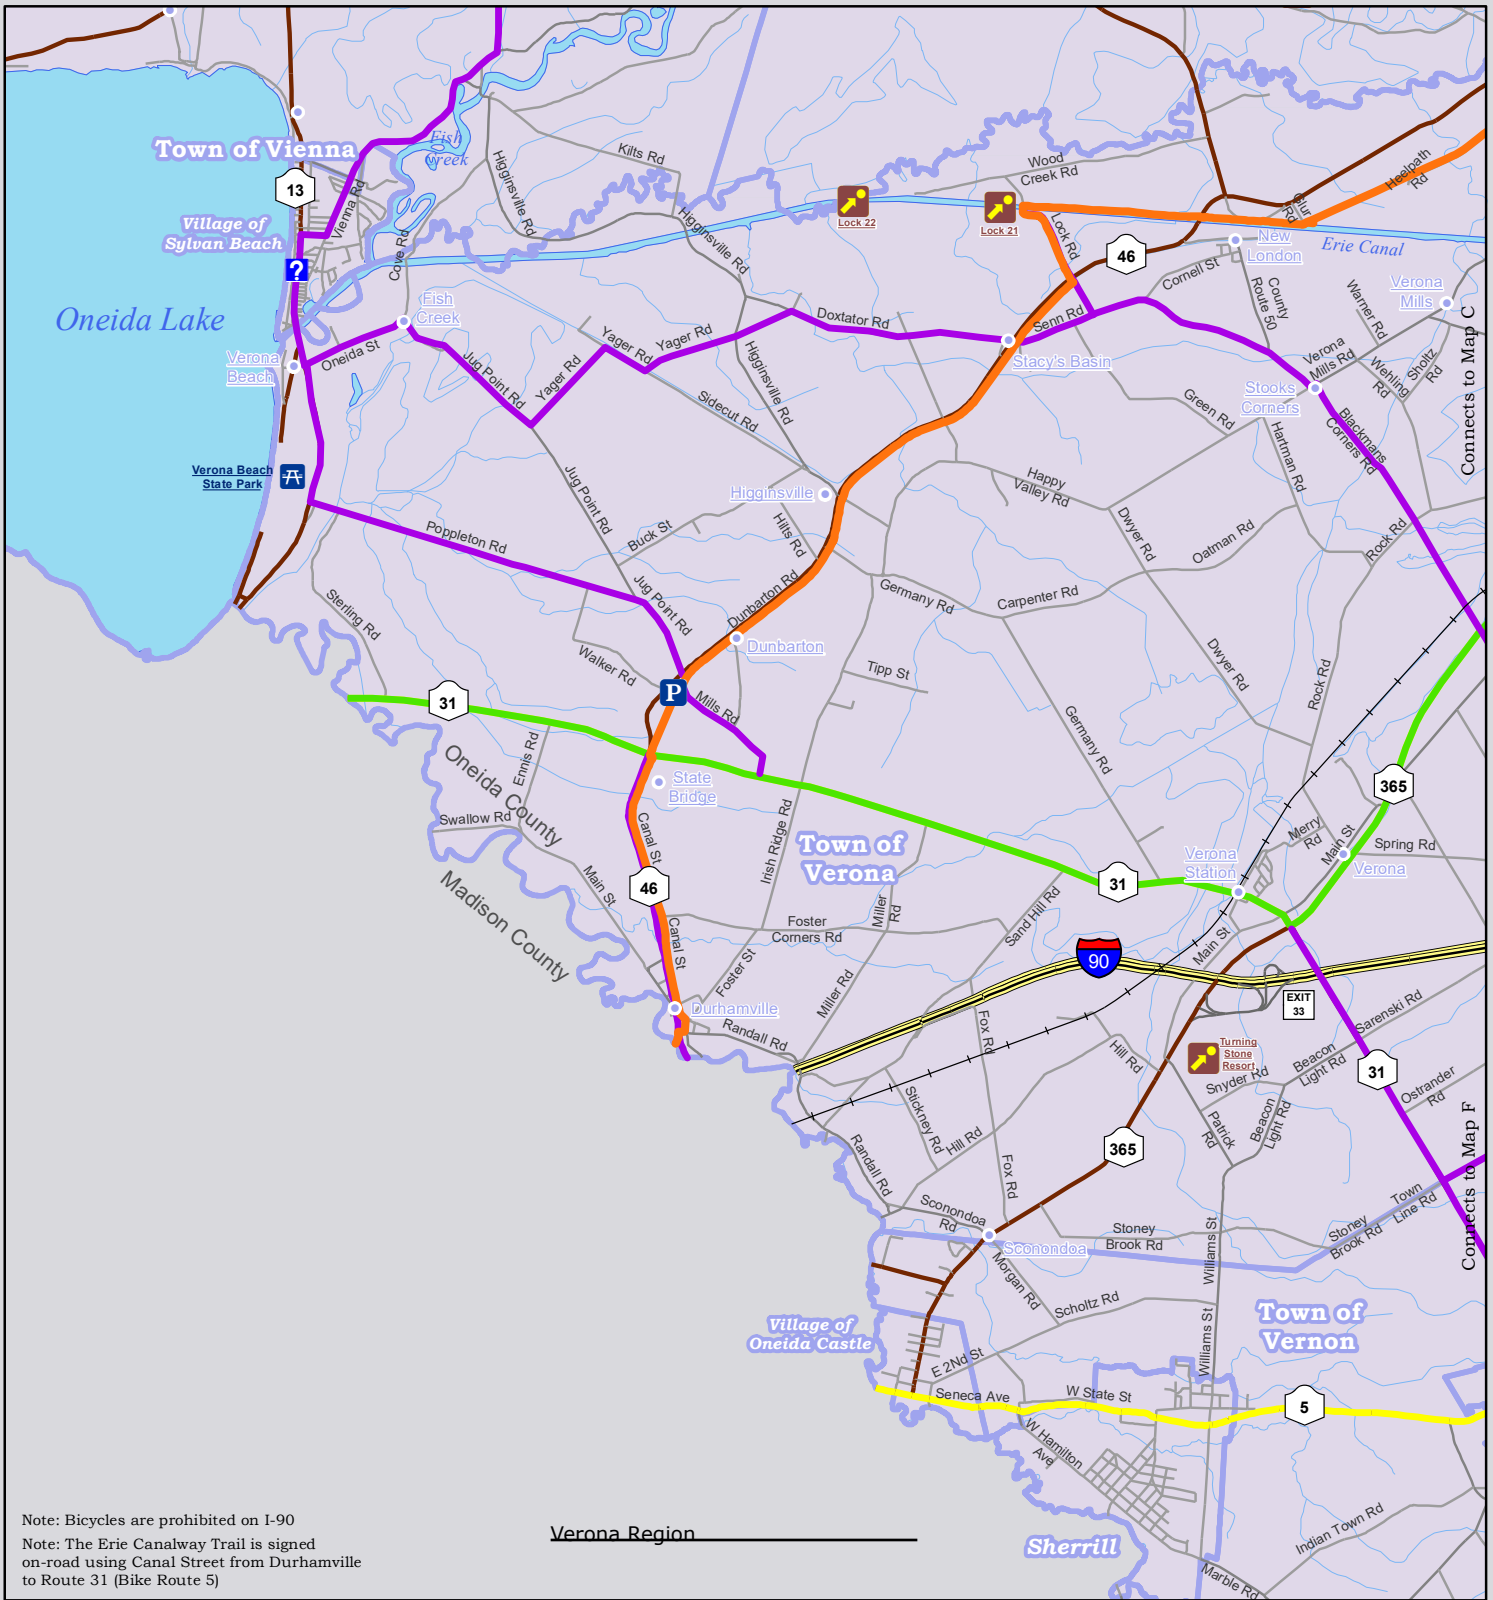 Fish
Creek
Town of Vienna
13
Vienna Rd
Village of
Sylvan Beach
?
Cove Rd
Higginsville Rd
Kilts Rd
Wood
Creek Rd
Heelpath
Rd
Lock 22
Lock 21
Lock Rd
46
New
London
Erie Canal
Higginsville Rd
Cornell St
County
Route 50
Verona
Mills
Warner Rd
Connects to Map C
Oneida Lake
Fish
Creek
Doxtator Rd
Senn Rd
Yager Rd
Yager Rd
Yager Rd
Stacy's Basin
Verona
Mills Rd
Wehling
Rd
Sholtz
Rd
Verona
Beach
Oneida St
Jug Point Rd
Sidecut Rd
Higginsville Rd
Stooks
Corners
Green Rd
Blackmans
Corners Rd
Hartman Rd
Verona Beach
State Park
Jug Point Rd
Higginsville
Happy
Valley Rd
Poppleton Rd
Buck St
Hilts Rd
Dwyer Rd
Oatman Rd
Rock Rd
Jug Point Rd
Dunbarton Rd
Germany Rd
Carpenter Rd
Sterling Rd
Dunbarton
Walker Rd
Tipp St
Dwyer Rd
Rock Rd
P
Mills Rd
31
Germany Rd
Ennis Rd
Oneida County
State
Bridge
365
Swallow Rd
Canal St
Irish Ridge Rd
Town of
Verona
Merry
Rd
Main St
Spring Rd
Verona
Verona
Station
31
Madison County
Main St
46
Miller
Rd
Foster
Corners Rd
Sand Hill Rd
Canal St
Main St
90
Foster St
Miller Rd
EXIT
33
Durhamville
Randall Rd
Fox Rd
Sarenski Rd
Hill Rd
Turning
Stone
Resort
Snyder Rd
Beacon
Light Rd
31
Ostrander
Rd
Stickney Rd
Hill Rd
Patrick
Rd
Beacon
Light Rd
365
Connects to Map F
Randall Rd
Fox Rd
Sconondoa
Rd
Stoney
Brook Rd
Stoney
Brook Rd
Town
Line Rd
Sconondoa
Williams St
Morgan Rd
Scholtz Rd
Village of
Oneida Castle
Town of
Vernon
Williams St
E 2Nd St
Seneca Ave
W State St
5
W Hamilton
Ave
Sherrill
Indian Town Rd
Marble Rd
Note: Bicycles are prohibited on I-90
Note: The Erie Canalway Trail is signed
on-road using Canal Street from Durhamville
to Route 31 (Bike Route 5)
Verona Region